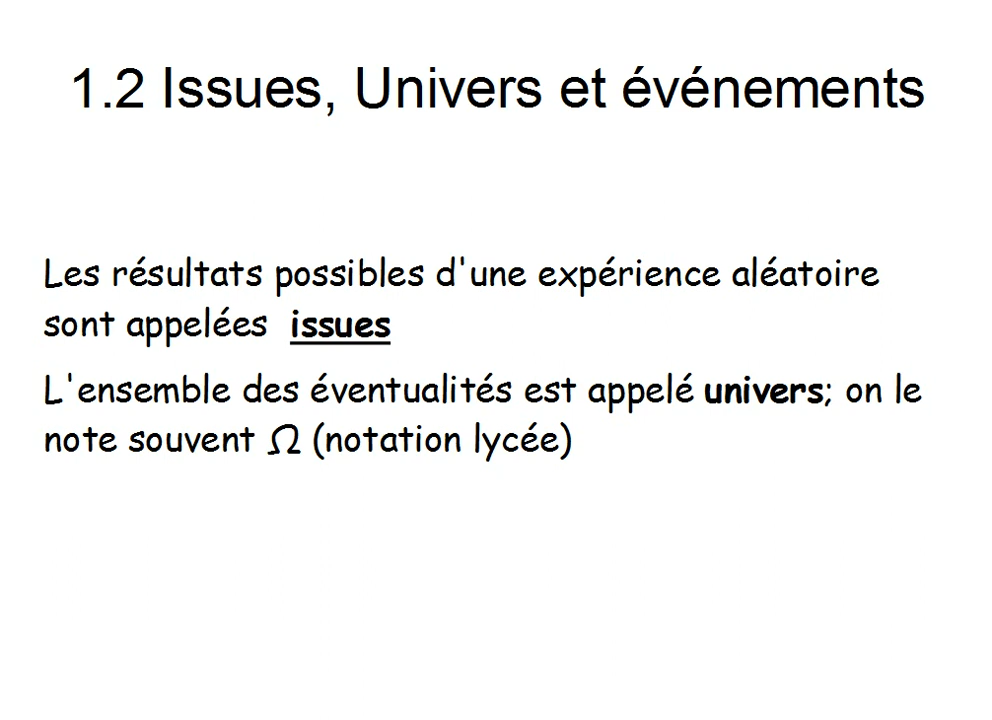 1.2 Issues, Univers et événements
Les résultats possibles d'une expérience aléatoire
sont appelées issues
L'ensemble des éventualités est appelé univers; on le
note souvent Ω (notation lycée)